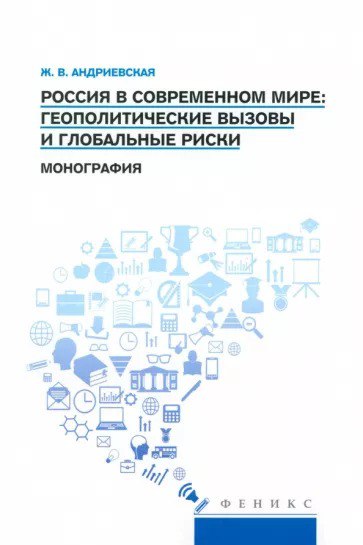 Ж. В. АНДРИЕВСКАЯ
РОССИЯ В СОВРЕМЕННОМ МИРЕ:
ГЕОПОЛИТИЧЕСКИЕ ВЫЗОВЫ
И ГЛОБАЛЬНЫЕ РИСКИ
МОНОГРАФИЯ
ФЕНИКС